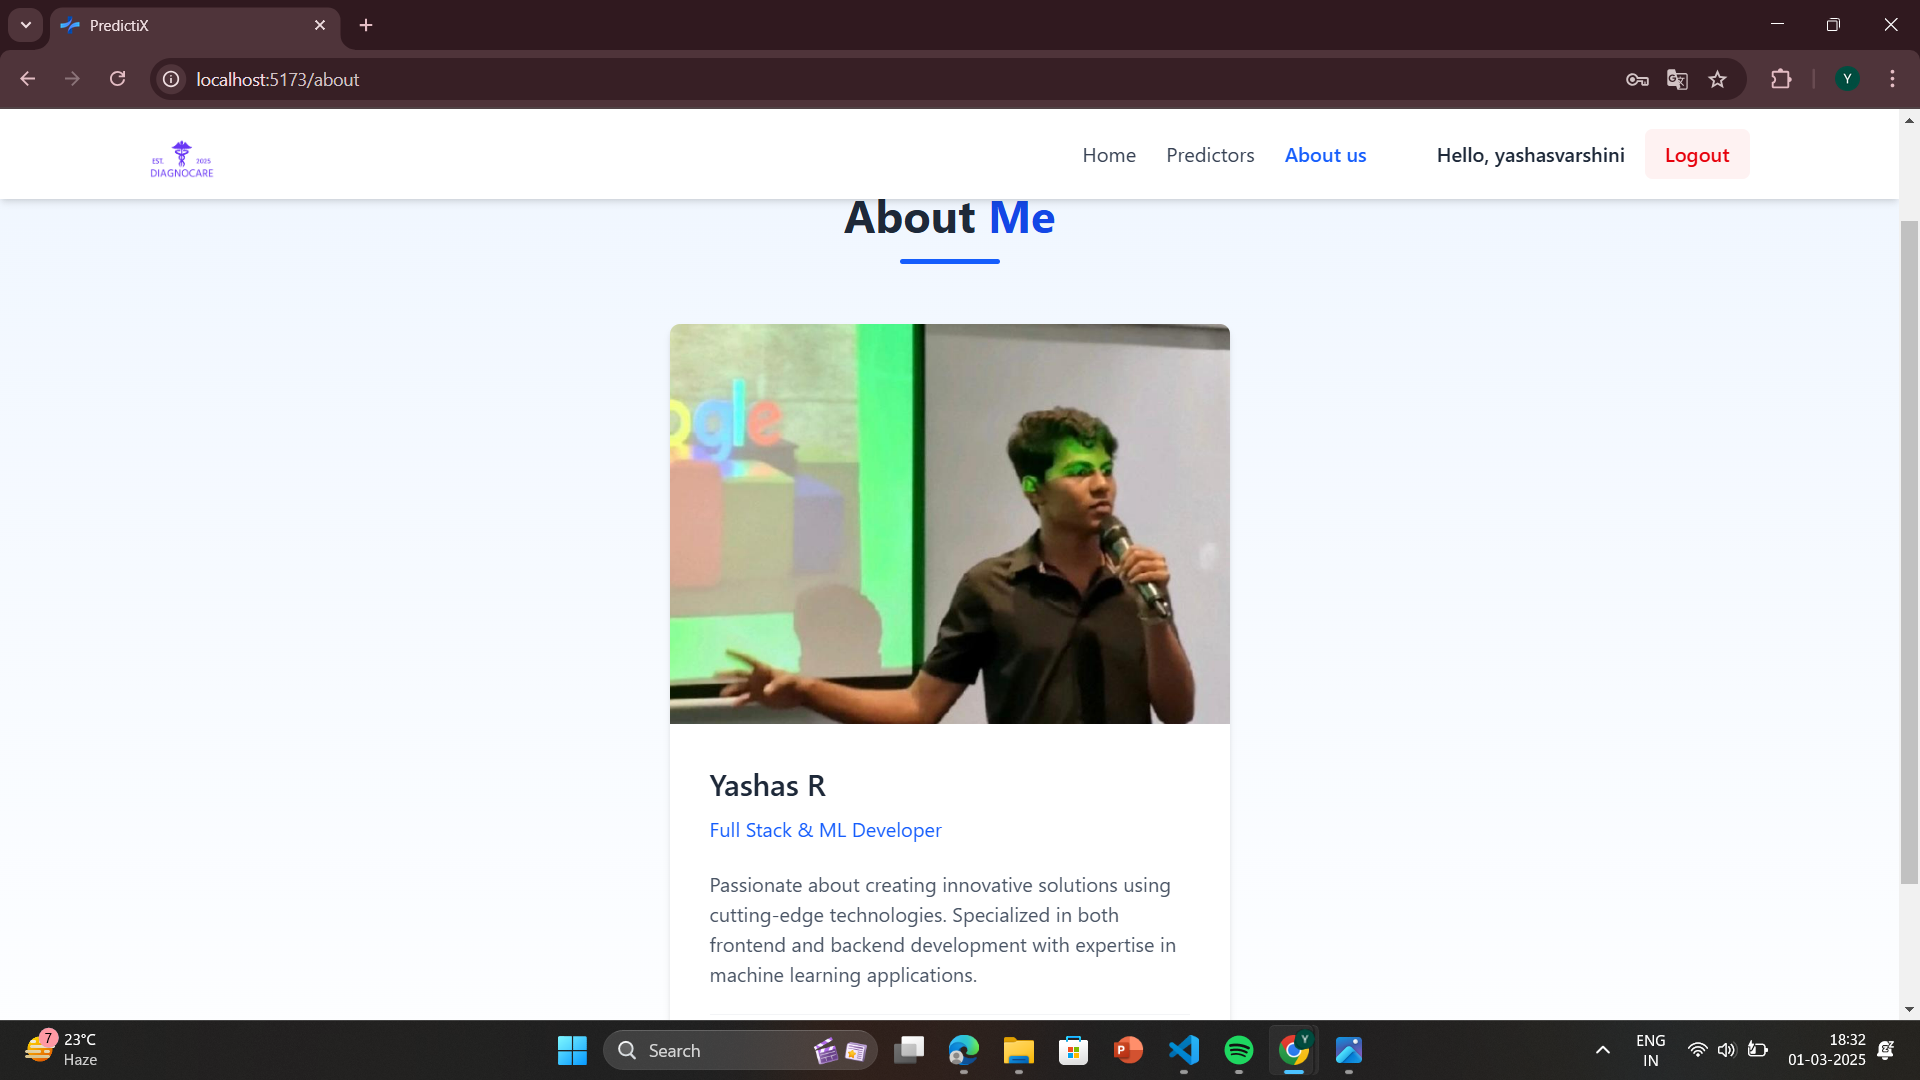 PredictiX
localhost:5173/about
EST. 2025
DIAGNOCARE
Home
Predictors
About us
Hello, yashasvarshini
Logout
About Me
ogle
Yashas R
Full Stack & ML Developer
Passionate about creating innovative solutions using
cutting-edge technologies. Specialized in both
frontend and backend development with expertise in
machine learning applications.
7
23°C
Haze
Search
P
Y
ENG
IN
18:32
01-03-2025
Y